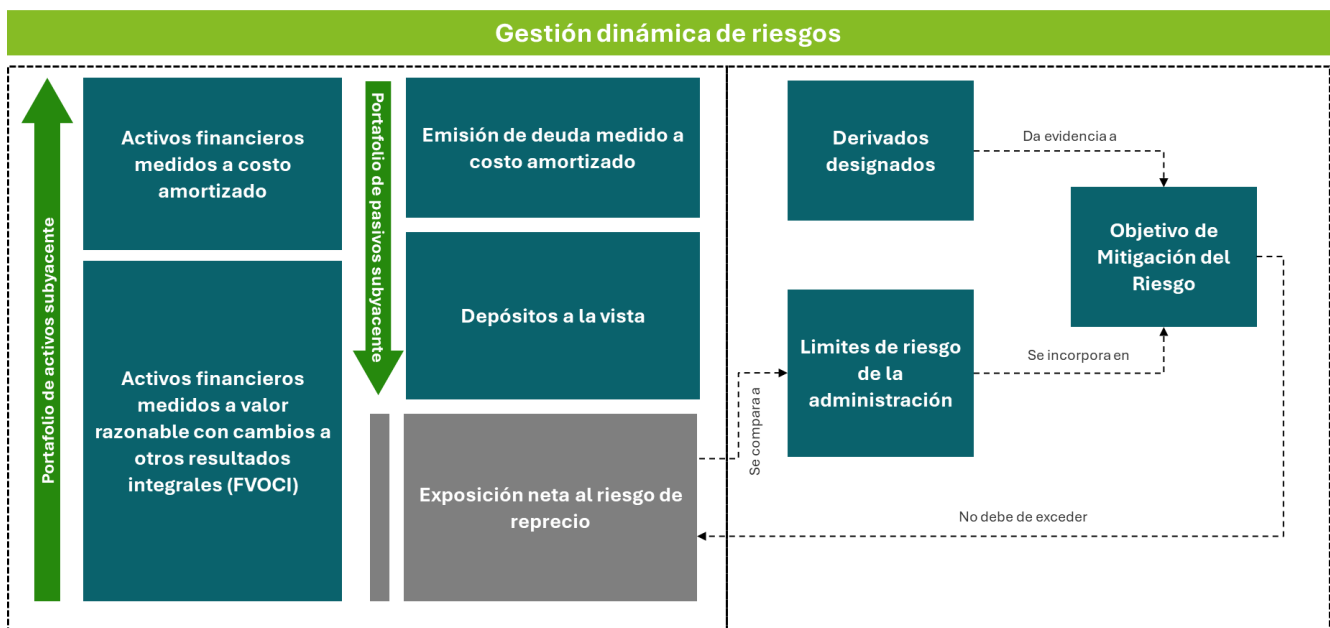 Gestión dinámica de riesgos
Portafolio de activos subyacente
Activos financieros
medidos a costo
amortizado
Activos financieros
medidos a valor
razonable con cambios a
otros resultados
integrales (FVOCI)
Portafolio de pasivos subyacente
Emisión de deuda medido a
costo amortizado
Depósitos a la vista
Exposición neta al riesgo de
reprecio
Se compara a
Derivados
designados
Limites de riesgo
de la
administración
Da evidencia a
Se incorpora en
Objetivo de
Mitigación del
Riesgo
No debe de exceder